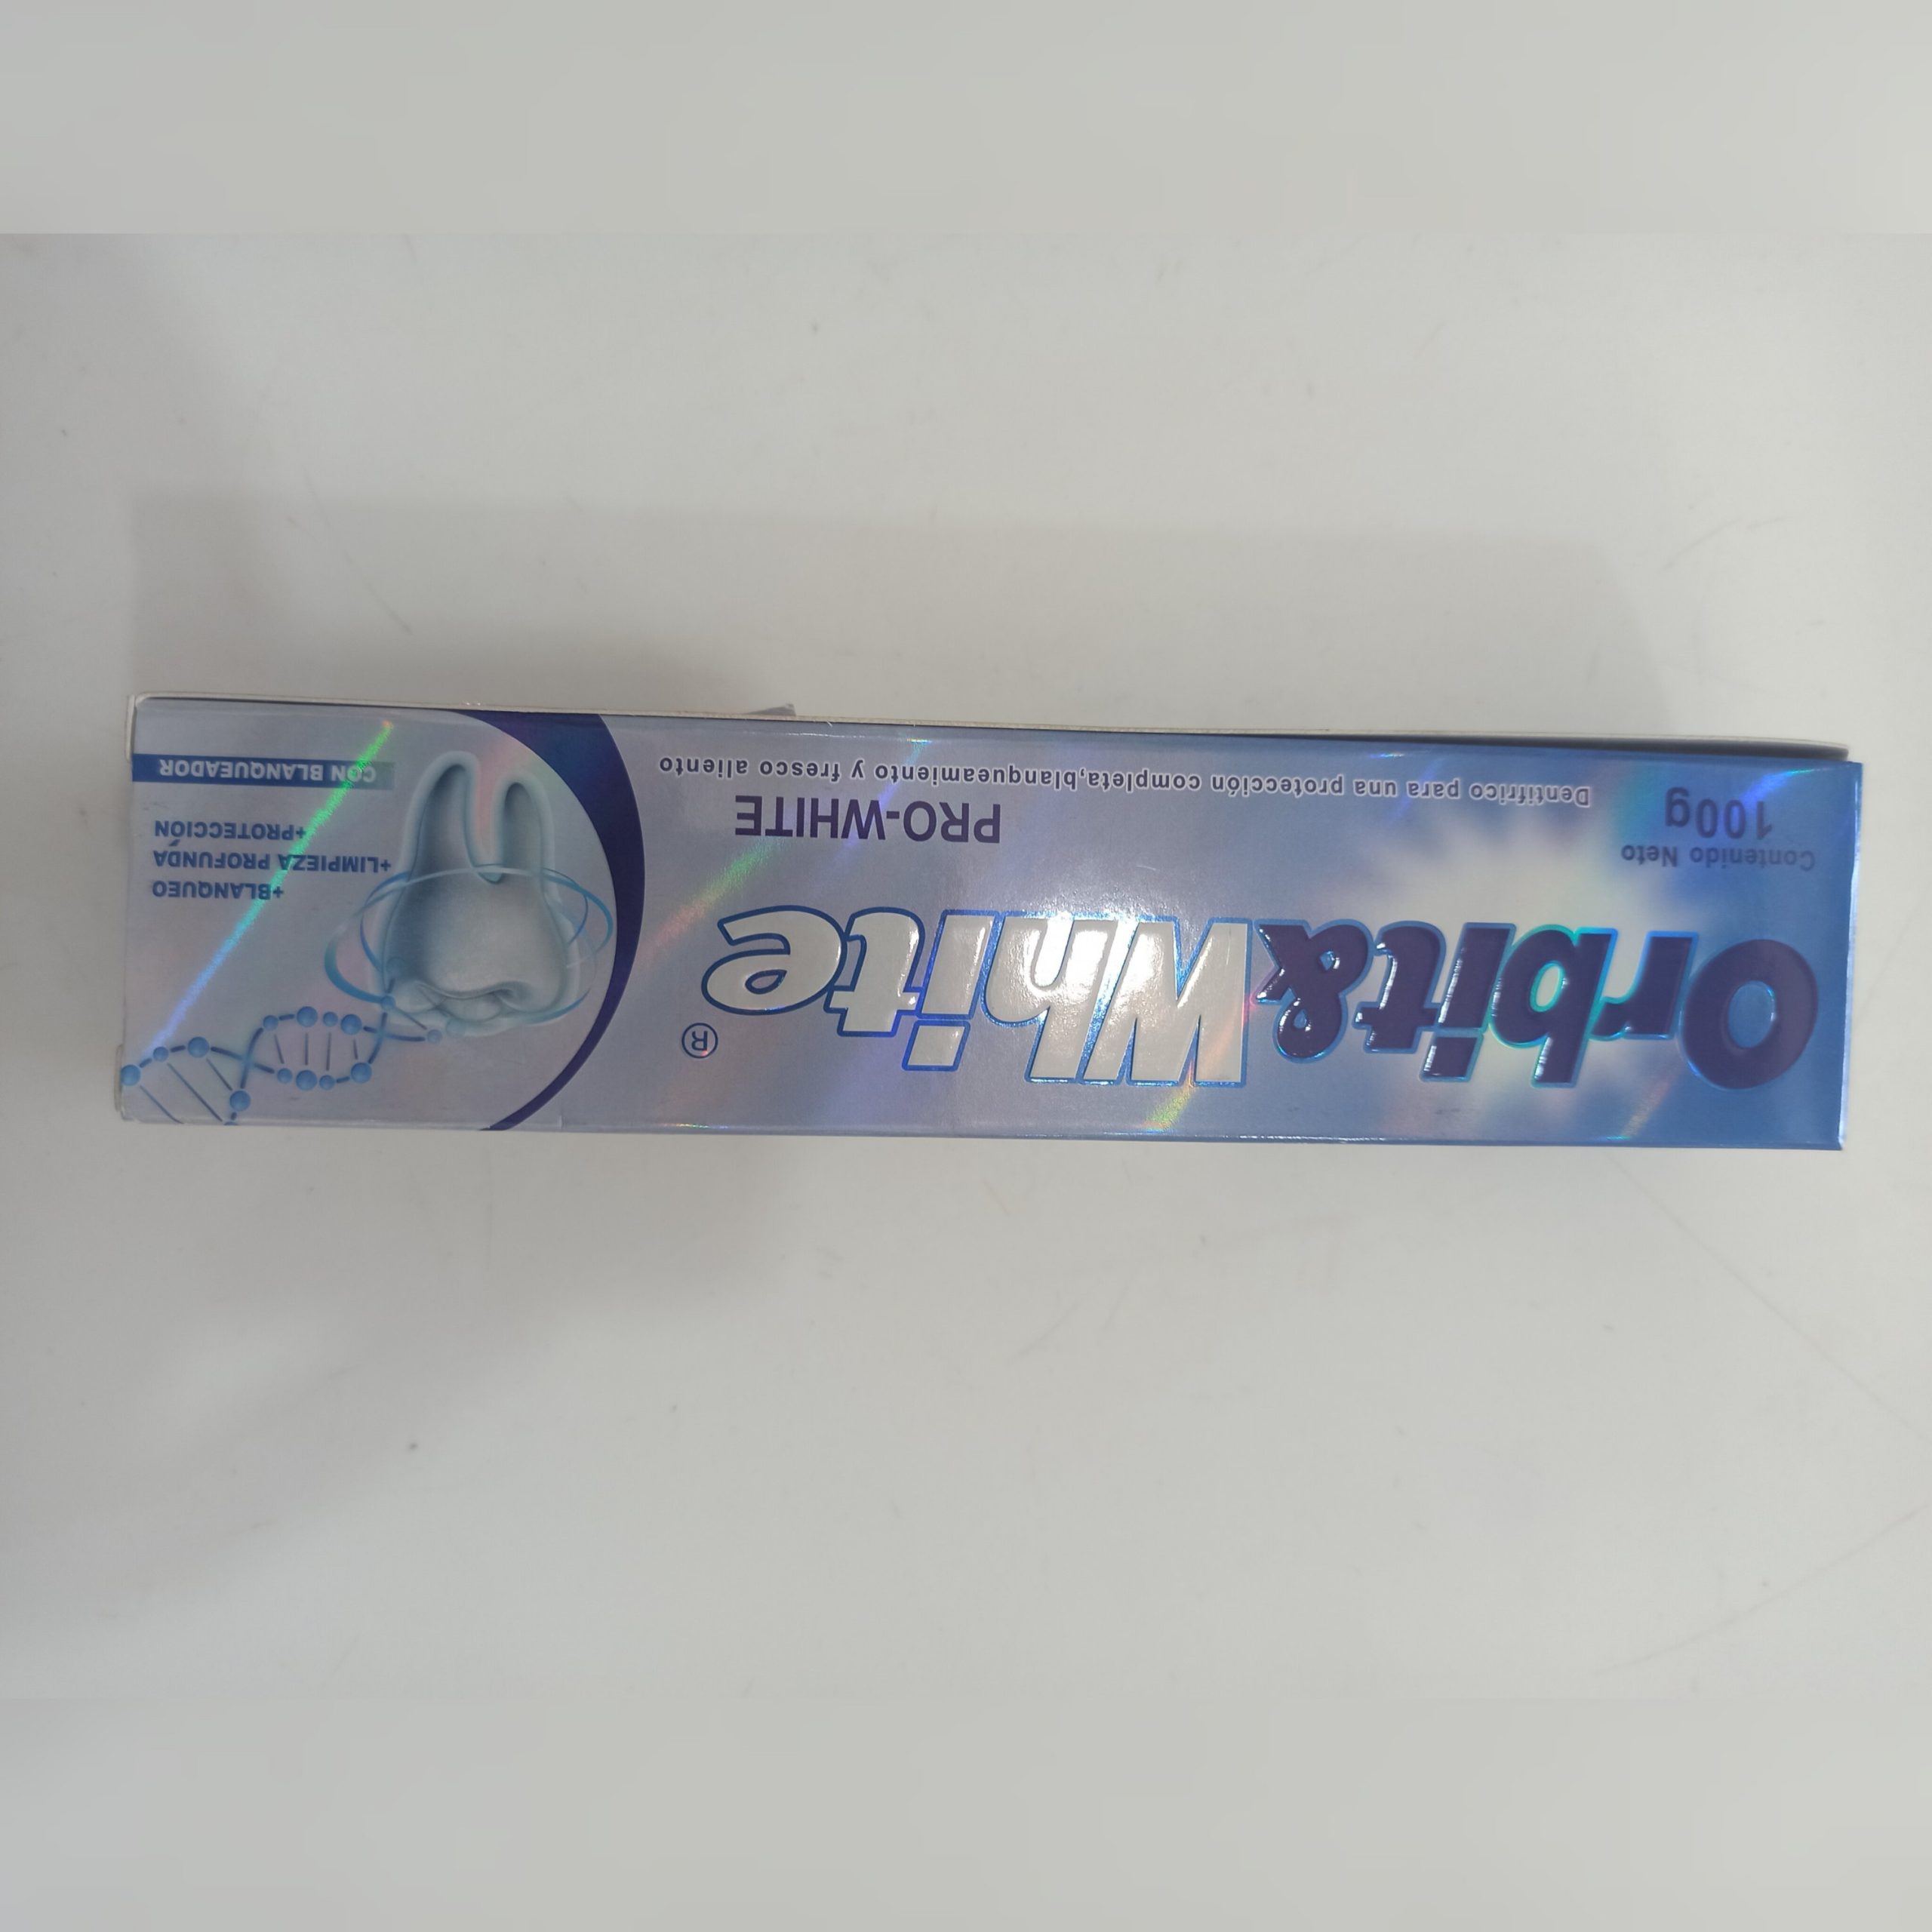 Orbit&White®
PRO-WHITE
Contenido Neto
100g
Dentifrico para una protección completa,blanqueamiento y fresco aliento
+BLANQUEO
+LIMPIEZA PROFUNDA
+PROTECCIÓN
CON BLANQUEADOR